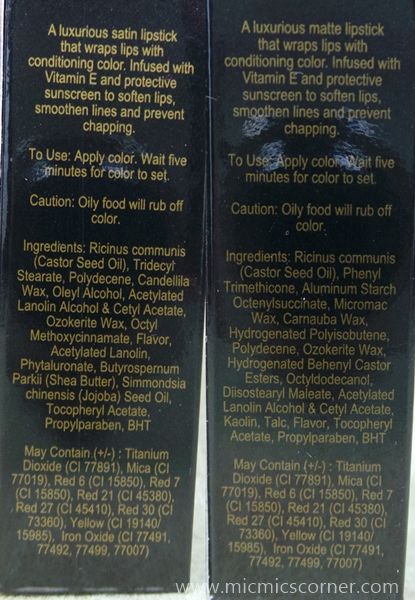 A luxurious satin lipstick
that wraps lips with
conditioning color. Infused with
Vitamin E and protective
sunscreen to soften lips,
smoothen lines and prevent
chapping.
To Use: Apply color. Wait five
minutes for color to set.
Caution: Oily food will rub off
color.
Ingredients: Ricinus communis
(Castor Seed Oil), Tridecyl
Stearate, Polydecene, Candellila
Wax, Oleyl Alcohol, Acetylated
Lanolin Alcohol & Cetyl Acetate,
Ozokerite Wax, Octyl
Methoxycinnamate, Flavor,
Acetylated Lanolin,
Phytaluronate, Butyrospernum
Parkii (Shea Butter), Simmondsia
chinensis (Jojoba) Seed Oil,
Tocopheryl Acetate,
Propylparaben, BHT
May Contain (+/-) : Titanium
Dioxide (CI 77891), Mica (CI
77019), Red 6 (CI 15850), Red 7
(CI 15850), Red 21 (CI 45380),
Red 27 (CI 45410), Red 30 (CI
73360), Yellow (CI 19140/
15985), Iron Oxide (CI 77491,
77492, 77499, 77007)
A luxurious matte lipstick
that wraps lips with
conditioning color. Infused with
Vitamin E and protective
sunscreen to soften lips,
smoothen lines and prevent
chapping.
To Use: Apply color. Wait five
minutes for color to set.
Caution: Oily food will rub off
color.
Ingredients: Ricinus communis
(Castor Seed Oil), Phenyl
Trimethicone, Aluminum Starch
Octenylsuccinate, Micromac
Wax, Carnauba Wax,
Hydrogenated Polyisobutene,
Polydecene, Ozokerite Wax,
Hydrogenated Behenyl Castor
Esters, Octyldodecanol,
Diisostearyl Maleate, Acetylated
Lanolin Alcohol & Cetyl Acetate,
Kaolin, Talc, Flavor, Tocopheryl
Acetate, Propylparaben, BHT
May Contain (+/-) : Titanium
Dioxide (CI 77891), Mica (CI
77019), Red 6 (CI 15850), Red 7
(CI 15850), Red 21 (CI 45380),
Red 27 (CI 45410), Red 30 (CI
73360), Yellow (CI 19140/
15985), Iron Oxide (CI 77491,
77492, 77499, 77007)
www.micmicscorner.com